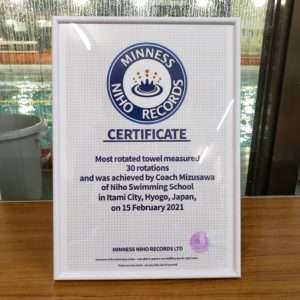 MINNESS
NIHO RECORDS
CERTIFICATE
Most rotated towel measured
30 rotations
and was achieved by Coach Mizusawa
of Niho Swimming School
in Itami City, Hyogo, Japan,
on 15 February 2021
MINNESS NIHO RECORDS LTD